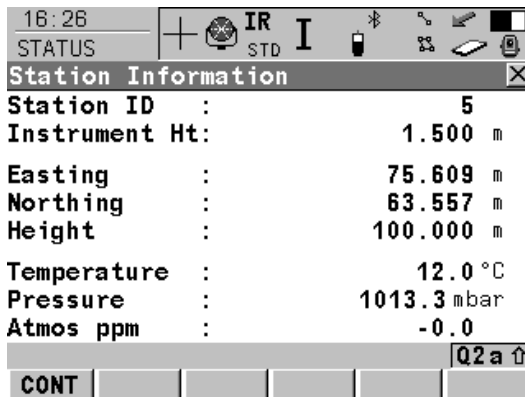 16:26 IR
STATUS STD I
Station Information
Station ID : 5
Instrument Ht: 1.500 m
Easting : 75.609 m
Northing : 63.557 m
Height : 100.000 m
Temperature : 12.0 °C
Pressure : 1013.3 mbar
Atmos ppm : -0.0
Q2a⇧
CONT